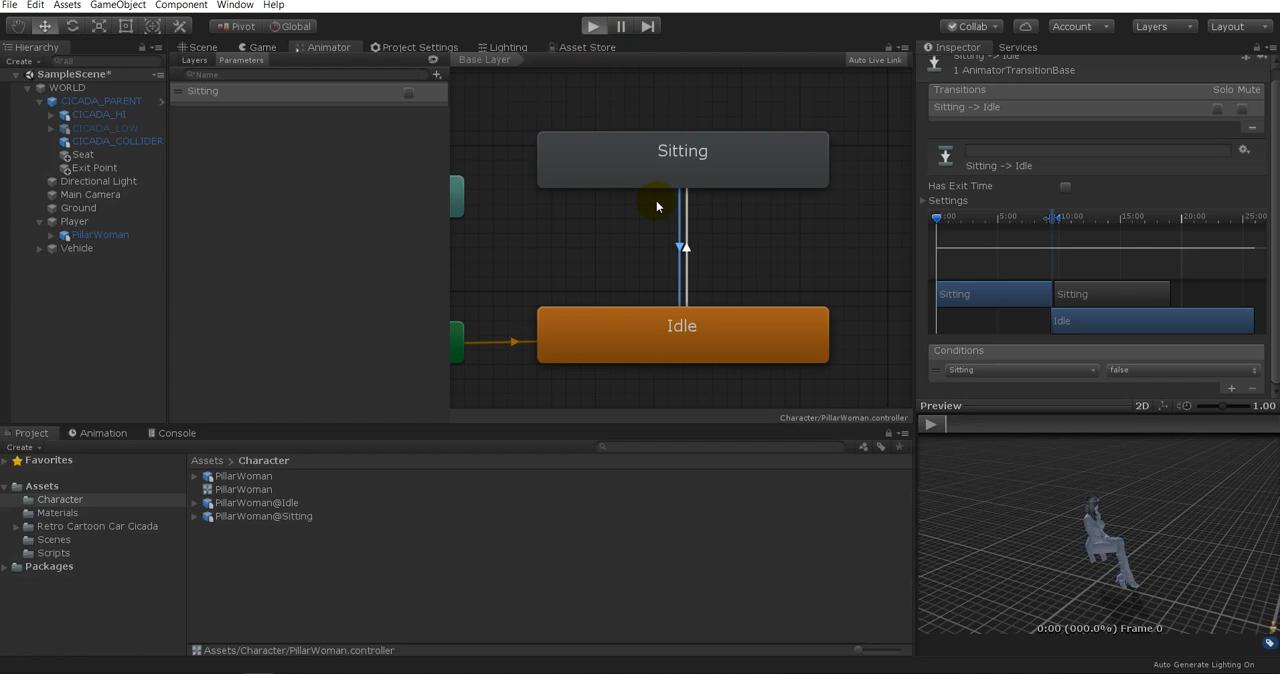 File Edit Assets GameObject Component Window Help
Pivot Global Collab Account Layers Layout
Hierarchy
Create All
SampleScene*
WORLD
CICADA_PARENT
CICADA_HI
CICADA_LOW
CICADA_COLLIDER
Seat
Exit Point
Directional Light
Main Camera
Ground
Player
PillarWoman
Vehicle
Scene Game Animator Project Settings Lighting Asset Store
Layers Parameters
Base Layer
Auto Live Link
Name
Sitting
Sitting
Idle
Character/PillarWoman.controller
Inspector Services
Sitting -> Idle
1 AnimatorTransitionBase
Transitions Solo Mute
Sitting -> Idle
Sitting -> Idle
Has Exit Time
Settings
:00 5:00 10:00 15:00 20:00 25:00
Sitting Sitting
Idle
Conditions
Sitting false
Preview 2D 1.00
0:00 (000.0%) Frame 0
Project Animation Console
Create
Favorites
Assets
Character
Materials
Retro Cartoon Car Cicada
Scenes
Scripts
Packages
Assets > Character
PillarWoman
PillarWoman
PillarWoman@Idle
PillarWoman@Sitting
Assets/Character/PillarWoman.controller
Auto Generate Lighting On